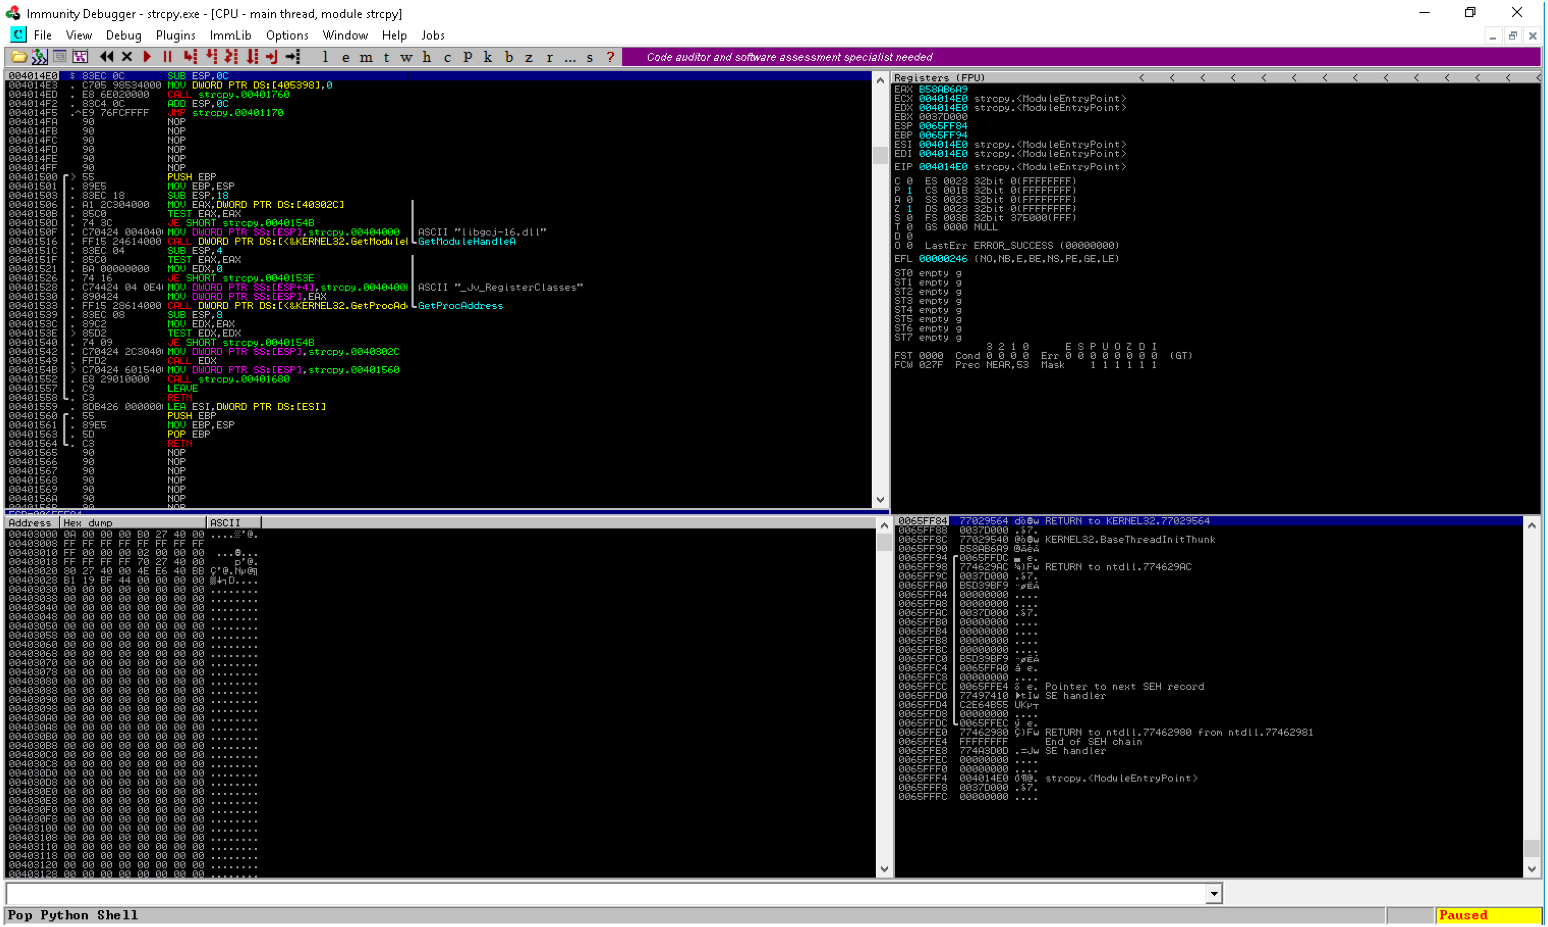 Immunity Debugger - strcpy.exe - [CPU - main thread, module strcpy]
C File View Debug Plugins ImmLib Options Window Help Jobs
l e m t w h c P k b z r ... s ?
Code auditor and software assessment specialist needed
004014E0 $ 83EC 0C SUB ESP,0C
004014E3 . C705 98534000 MOV DWORD PTR DS:[405398],0
004014ED . E8 6E020000 CALL strcpy.00401760
004014F2 . 83C4 0C ADD ESP,0C
004014F5 .^E9 76FCFFFF JMP strcpy.00401170
004014FA 90 NOP
004014FB 90 NOP
004014FC 90 NOP
004014FD 90 NOP
004014FE 90 NOP
004014FF 90 NOP
00401500 > 55 PUSH EBP
00401501 . 89E5 MOV EBP,ESP
00401503 . 83EC 18 SUB ESP,18
00401506 . A1 2C304000 MOV EAX,DWORD PTR DS:[40302C]
0040150B . 85C0 TEST EAX,EAX
0040150D . 74 3C JE SHORT strcpy.0040154B
0040150F . C70424 004040 MOV DWORD PTR SS:[ESP],strcpy.00404000 ASCII "libgcj-16.dll"
00401516 . FF15 24614000 CALL DWORD PTR DS:[<&KERNEL32.GetModule GetModuleHandleA
0040151C . 83EC 04 SUB ESP,4
0040151F . 85C0 TEST EAX,EAX
00401521 . BA 00000000 MOV EDX,0
00401526 . 74 16 JE SHORT strcpy.0040153E
00401528 . C74424 04 0E4 MOV DWORD PTR SS:[ESP+4],strcpy.0040400 ASCII "_Jv_RegisterClasses"
00401530 . 890424 MOV DWORD PTR SS:[ESP],EAX
00401533 . FF15 28614000 CALL DWORD PTR DS:[<&KERNEL32.GetProcAd GetProcAddress
00401539 . 83EC 08 SUB ESP,8
0040153C . 89C2 MOV EDX,EAX
0040153E > 85D2 TEST EDX,EDX
00401540 . 74 09 JE SHORT strcpy.0040154B
00401542 . C70424 2C3040 MOV DWORD PTR SS:[ESP],strcpy.0040302C
00401549 . FFD2 CALL EDX
0040154B > C70424 601540 MOV DWORD PTR SS:[ESP],strcpy.00401560
00401552 . E8 29010000 CALL strcpy.00401680
00401557 . C9 LEAVE
00401558 . C3 RETN
00401559 . 8DB426 000000 LEA ESI,DWORD PTR DS:[ESI]
00401560 . 55 PUSH EBP
00401561 . 89E5 MOV EBP,ESP
00401563 . 5D POP EBP
00401564 . C3 RETN
00401565 90 NOP
00401566 90 NOP
00401567 90 NOP
00401568 90 NOP
00401569 90 NOP
0040156A 90 NOP
Registers (FPU) < < < < < < < < < < < < < <
EAX B58AB6A9
ECX 004014E0 strcpy.<ModuleEntryPoint>
EDX 004014E0 strcpy.<ModuleEntryPoint>
EBX 0037D000
ESP 0065FF84
EBP 0065FF94
ESI 004014E0 strcpy.<ModuleEntryPoint>
EDI 004014E0 strcpy.<ModuleEntryPoint>
EIP 004014E0 strcpy.<ModuleEntryPoint>
C 0 ES 0023 32bit 0(FFFFFFFF)
P 1 CS 001B 32bit 0(FFFFFFFF)
A 0 SS 0023 32bit 0(FFFFFFFF)
Z 1 DS 0023 32bit 0(FFFFFFFF)
S 0 FS 003B 32bit 37E000(FFF)
T 0 GS 0000 NULL
D 0
O 0 LastErr ERROR_SUCCESS (00000000)
EFL 00000246 (NO,NB,E,BE,NS,PE,GE,LE)
ST0 empty g
ST1 empty g
ST2 empty g
ST3 empty g
ST4 empty g
ST5 empty g
ST6 empty g
ST7 empty g
3 2 1 0 E S P U O Z D I
FST 0000 Cond 0 0 0 0 Err 0 0 0 0 0 0 0 0 (GT)
FCW 027F Prec NEAR,53 Mask 1 1 1 1 1 1
Address Hex dump ASCII
00403000 0A 00 00 00 B0 27 40 00
00403008 FF FF FF FF FF FF FF FF
00403010 FF 00 00 00 02 00 00 00
00403018 FF FF FF FF 70 27 40 00 p'@.
00403020 80 27 40 00 4E E6 40 BB
00403028 B1 19 BF 44 00 00 00 00
00403030 00 00 00 00 00 00 00 00 ........
00403038 00 00 00 00 00 00 00 00 ........
00403040 00 00 00 00 00 00 00 00 ........
00403048 00 00 00 00 00 00 00 00 ........
00403050 00 00 00 00 00 00 00 00 ........
00403058 00 00 00 00 00 00 00 00 ........
00403060 00 00 00 00 00 00 00 00 ........
00403068 00 00 00 00 00 00 00 00 ........
00403070 00 00 00 00 00 00 00 00 ........
00403078 00 00 00 00 00 00 00 00 ........
00403080 00 00 00 00 00 00 00 00 ........
00403088 00 00 00 00 00 00 00 00 ........
00403090 00 00 00 00 00 00 00 00 ........
00403098 00 00 00 00 00 00 00 00 ........
004030A0 00 00 00 00 00 00 00 00 ........
004030A8 00 00 00 00 00 00 00 00 ........
004030B0 00 00 00 00 00 00 00 00 ........
004030B8 00 00 00 00 00 00 00 00 ........
004030C0 00 00 00 00 00 00 00 00 ........
004030C8 00 00 00 00 00 00 00 00 ........
004030D0 00 00 00 00 00 00 00 00 ........
004030D8 00 00 00 00 00 00 00 00 ........
004030E0 00 00 00 00 00 00 00 00 ........
004030E8 00 00 00 00 00 00 00 00 ........
004030F0 00 00 00 00 00 00 00 00 ........
004030F8 00 00 00 00 00 00 00 00 ........
00403100 00 00 00 00 00 00 00 00 ........
00403108 00 00 00 00 00 00 00 00 ........
00403110 00 00 00 00 00 00 00 00 ........
00403118 00 00 00 00 00 00 00 00 ........
00403120 00 00 00 00 00 00 00 00 ........
00403128 00 00 00 00 00 00 00 00 ........
0065FF84 77029564 RETURN to KERNEL32.77029564
0065FF88 0037D000
0065FF8C 77029540 KERNEL32.BaseThreadInitThunk
0065FF90 B58AB6A9
0065FF94 0065FFDC
0065FF98 774629AC RETURN to ntdll.774629AC
0065FF9C 0037D000
0065FFA0 B5D39BF9
0065FFA4 00000000 ....
0065FFA8 00000000 ....
0065FFAC 0037D000
0065FFB0 00000000 ....
0065FFB4 00000000 ....
0065FFB8 00000000 ....
0065FFBC 00000000 ....
0065FFC0 B5D39BF9
0065FFC4 0065FFA0
0065FFC8 00000000 ....
0065FFCC 0065FFE4 Pointer to next SEH record
0065FFD0 77497410 SE handler
0065FFD4 C2E64B55
0065FFD8 00000000 ....
0065FFDC 0065FFEC
0065FFE0 77462980 RETURN to ntdll.77462980 from ntdll.77462981
0065FFE4 FFFFFFFF End of SEH chain
0065FFE8 774A3D0D SE handler
0065FFEC 00000000 ....
0065FFF0 00000000 ....
0065FFF4 004014E0 strcpy.<ModuleEntryPoint>
0065FFF8 0037D000
0065FFFC 00000000 ....
Pop Python Shell
Paused